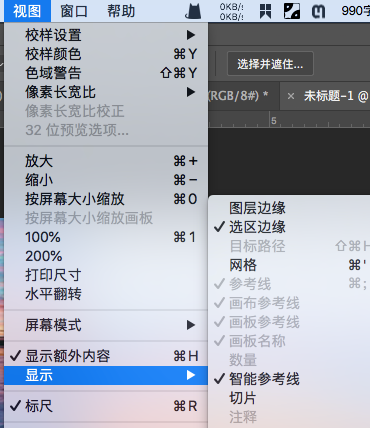 视图 窗口 帮助 0KB/s 0KB/s 990字
校样设置
校样颜色 ⌘Y
色域警告 ⇧⌘Y
像素长宽比
像素长宽比校正
32 位预览选项...
放大 ⌘+
缩小 ⌘−
按屏幕大小缩放 ⌘0
按屏幕大小缩放画板
100% ⌘1
200%
打印尺寸
水平翻转
屏幕模式
显示额外内容 ⌘H
显示
标尺 ⌘R
选择并遮住...
(RGB/8#) * × 未标题-1 @
5
图层边缘
选区边缘
目标路径 ⇧⌘H
网格 ⌘'
参考线 ⌘;
画布参考线
画板参考线
画板名称
数量
智能参考线
切片
注释